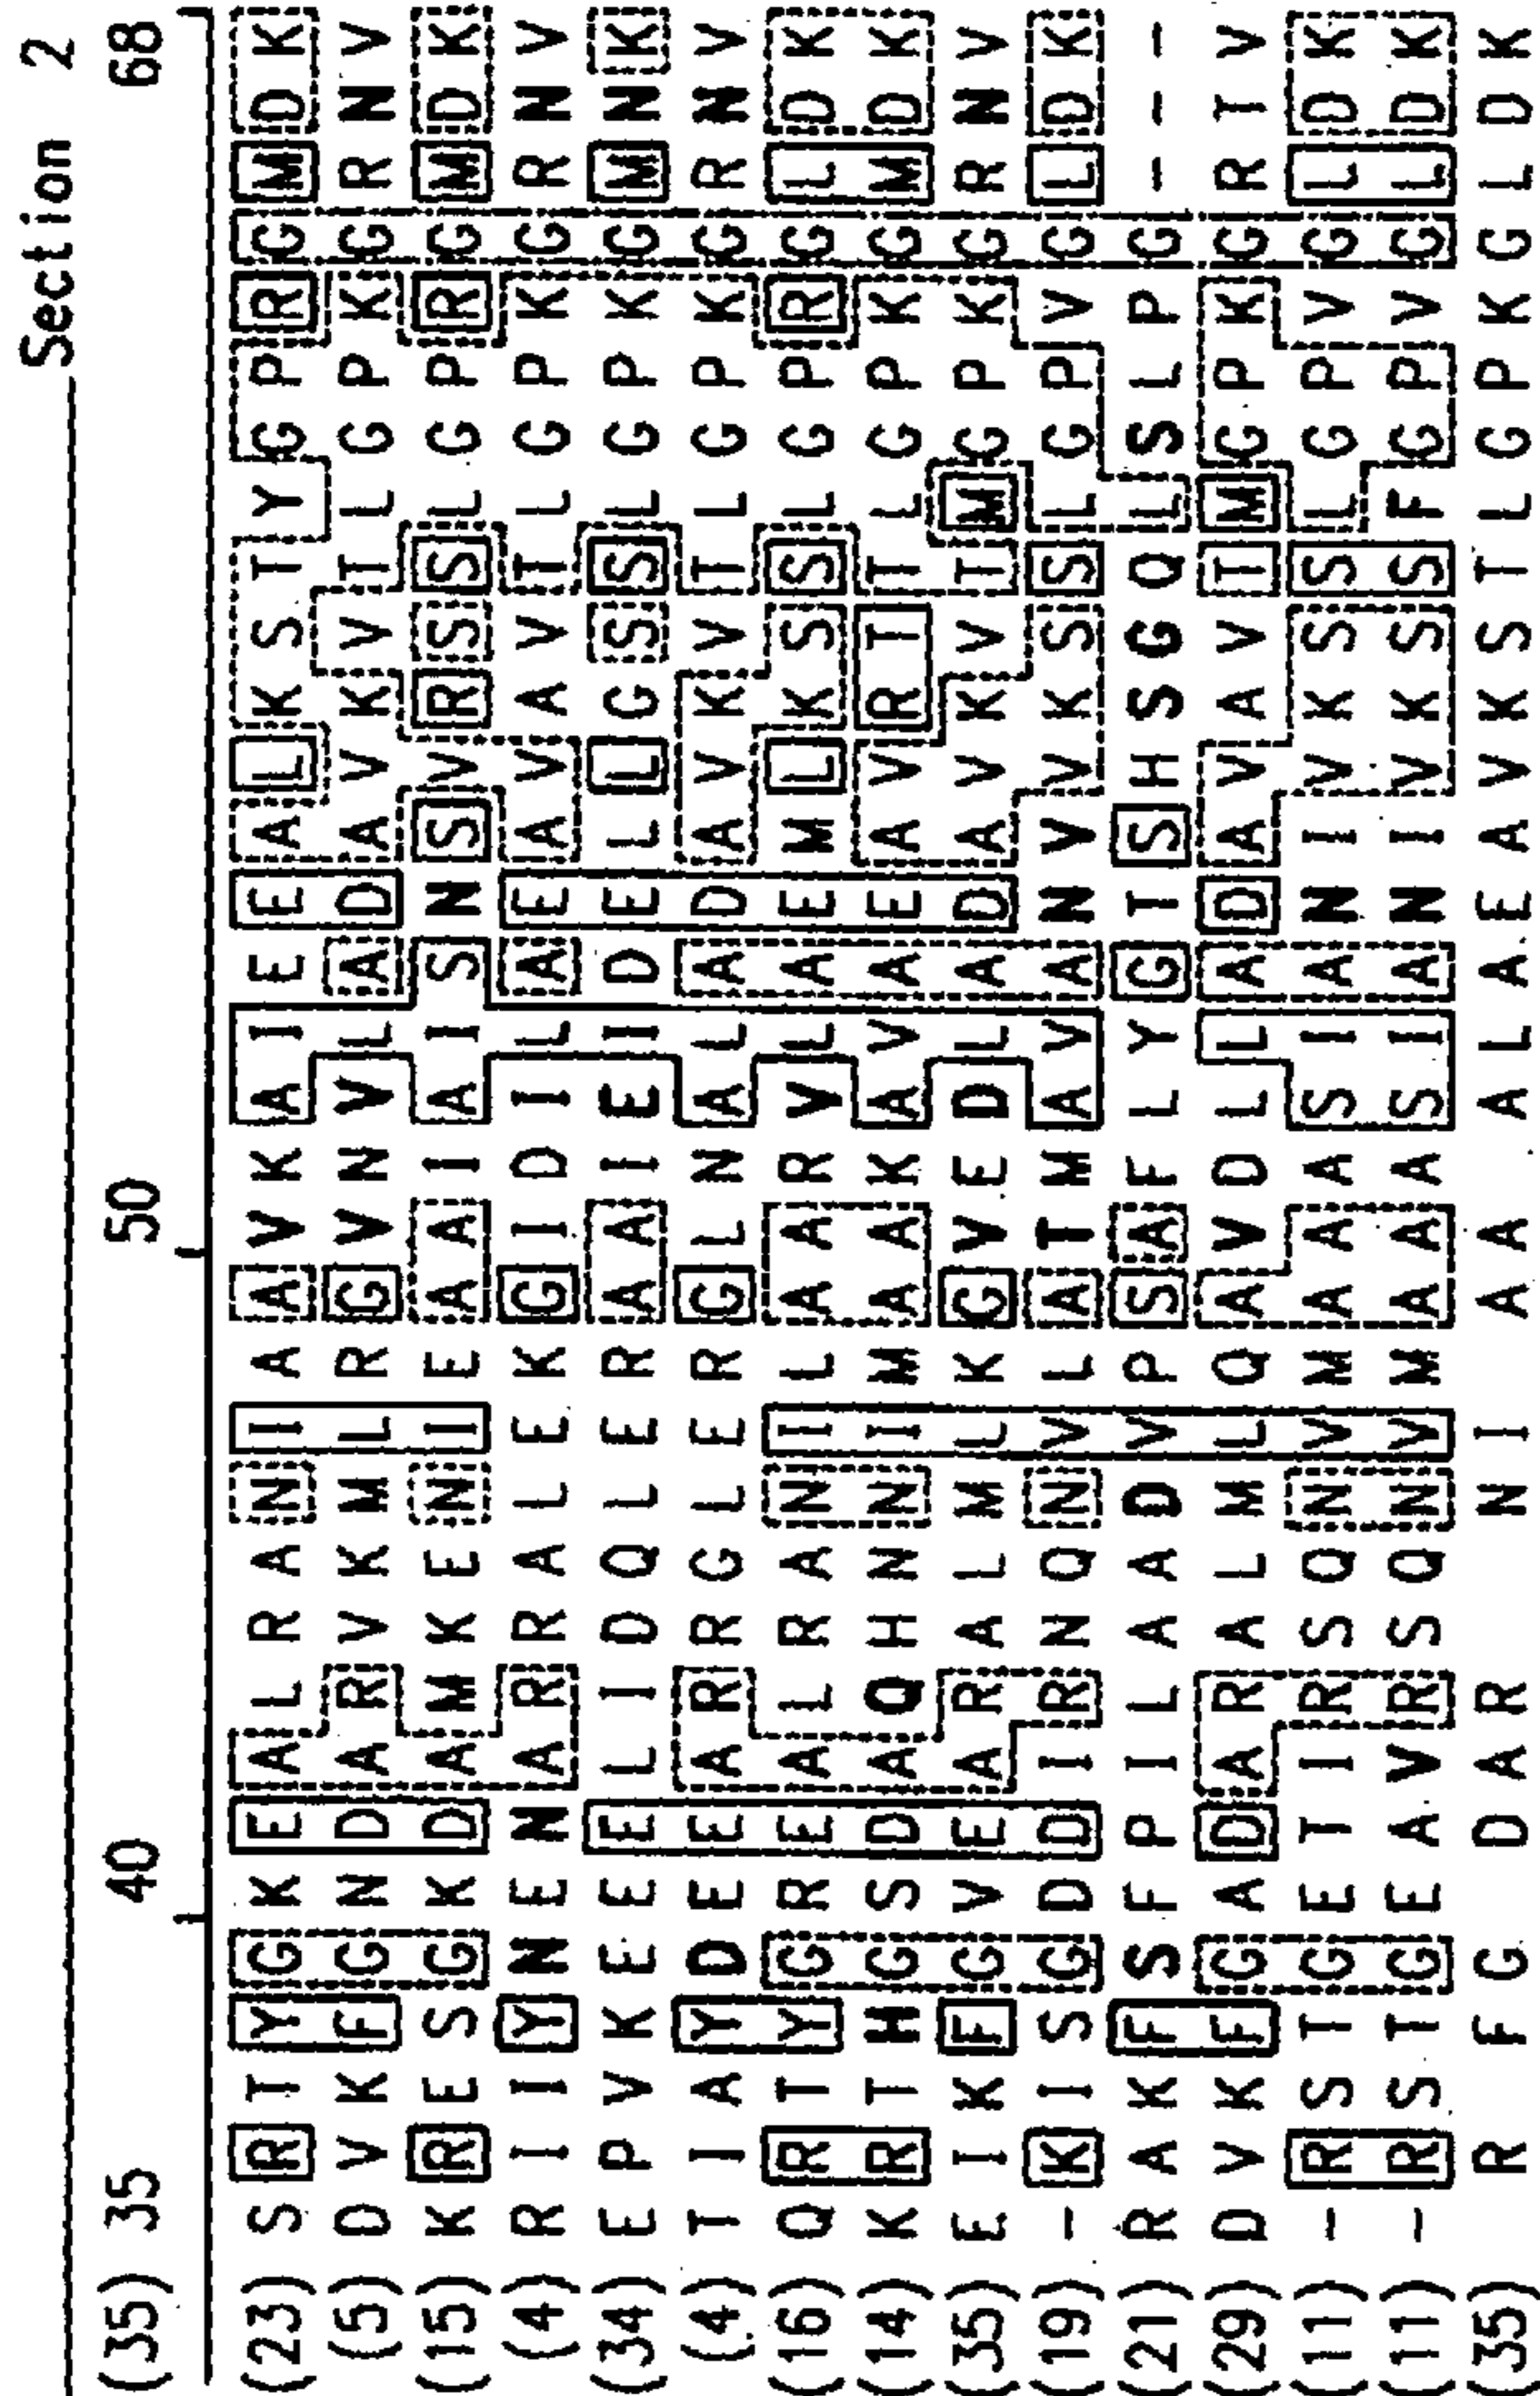 Section 2
(35) 35 40 50 68
(23) S R T Y G K E A L R A N I A A V K A I E E A L K S T Y G P R G M D K
(5) D V K F G N D A R V K M L R G V N V L A D A V K V T L G P K G R N V
(15) K R E S G K D A M K E N I E A A I A I S N S V R S S L G P R G M D K
(4) R I I Y N E N A R R A L E K G I D I L A E A V A V T L G P K G R N V
(34) E P V K E E E L I D Q L E R A A I E I D E L L G S S L G P K G M N K
(4) T I A Y D E E A R R G L E R G L N A L A D A V K V T L G P K G R N V
(16) Q R T Y G R E A L R A N I L A A R V L A E M L K S S L G P R G L D K
(14) K R T H G S D A Q H N N I M A A K A V A E A V R T T L G P K G M D K
(35) E I K F G V E A R A L M L K G V E D L A D A V K V T M G P K G R N V
(19) - K I S G D D I R N Q N V L A T M A V A N V V K S S L G P V G L D K
(21) R A K F S F P I L A A D V P S A F L Y G T S H S G Q L S L P G - - -
(29) D V K F G A D A R A L M L Q A V D L L A D A V A V T M G P K G R T V
(11) - R S T G E T I R S Q N V M A A A S I A N I V K S S L G P V G L D K
(11) - R S T G E A V R S Q N V M A A A S I A N I V K S S F G P V G L D K
(35) R F G D A R N I A A A L A E A V K S T L G P K G L D K